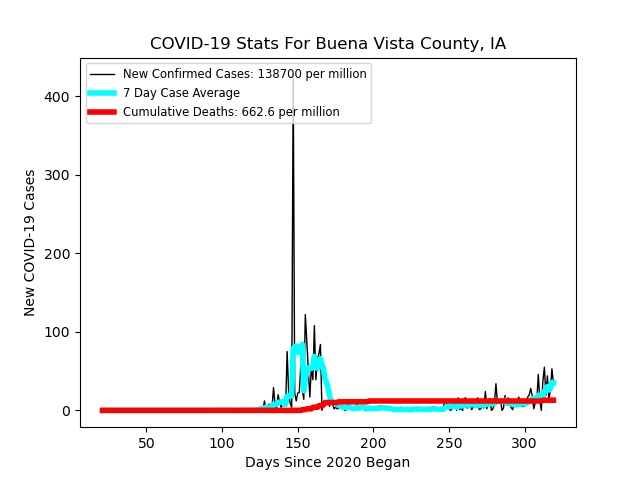 COVID-19 Stats For Buena Vista County, IA
New Confirmed Cases: 138700 per million
7 Day Case Average
Cumulative Deaths: 662.6 per million
New COVID-19 Cases
400
300
200
100
0
50 100 150 200 250 300
Days Since 2020 Began